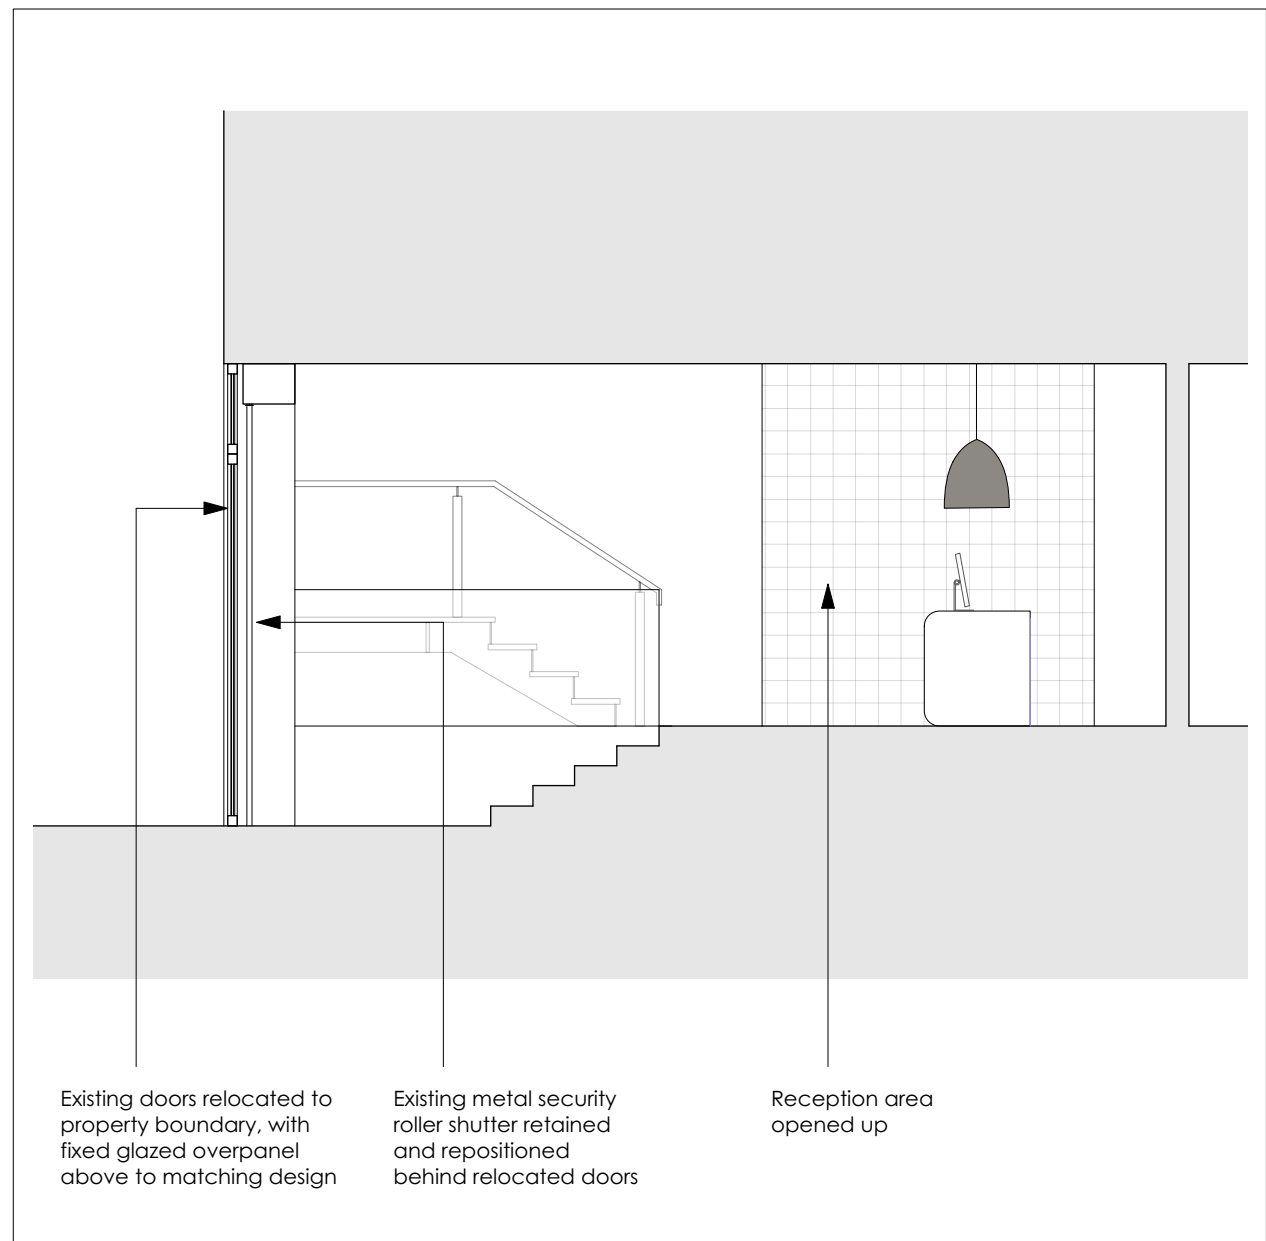 Existing doors relocated to
property boundary, with
fixed glazed overpanel
above to matching design
Existing metal security
roller shutter retained
and repositioned
behind relocated doors
Reception area
opened up